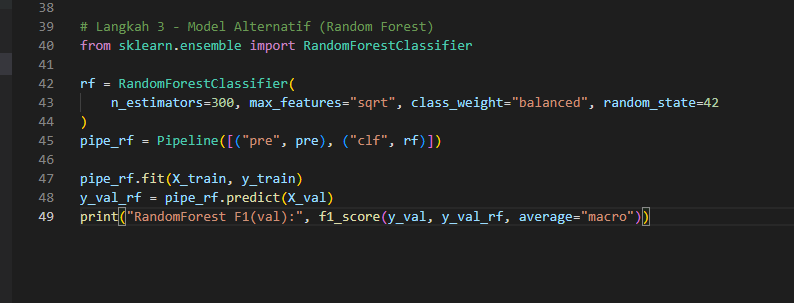 38
39 # Langkah 3 - Model Alternatif (Random Forest)
40 from sklearn.ensemble import RandomForestClassifier
41
42 rf = RandomForestClassifier(
43     n_estimators=300, max_features="sqrt", class_weight="balanced", random_state=42
44 )
45 pipe_rf = Pipeline([("pre", pre), ("clf", rf)])
46
47 pipe_rf.fit(X_train, y_train)
48 y_val_rf = pipe_rf.predict(X_val)
49 print("RandomForest F1(val):", f1_score(y_val, y_val_rf, average="macro"))